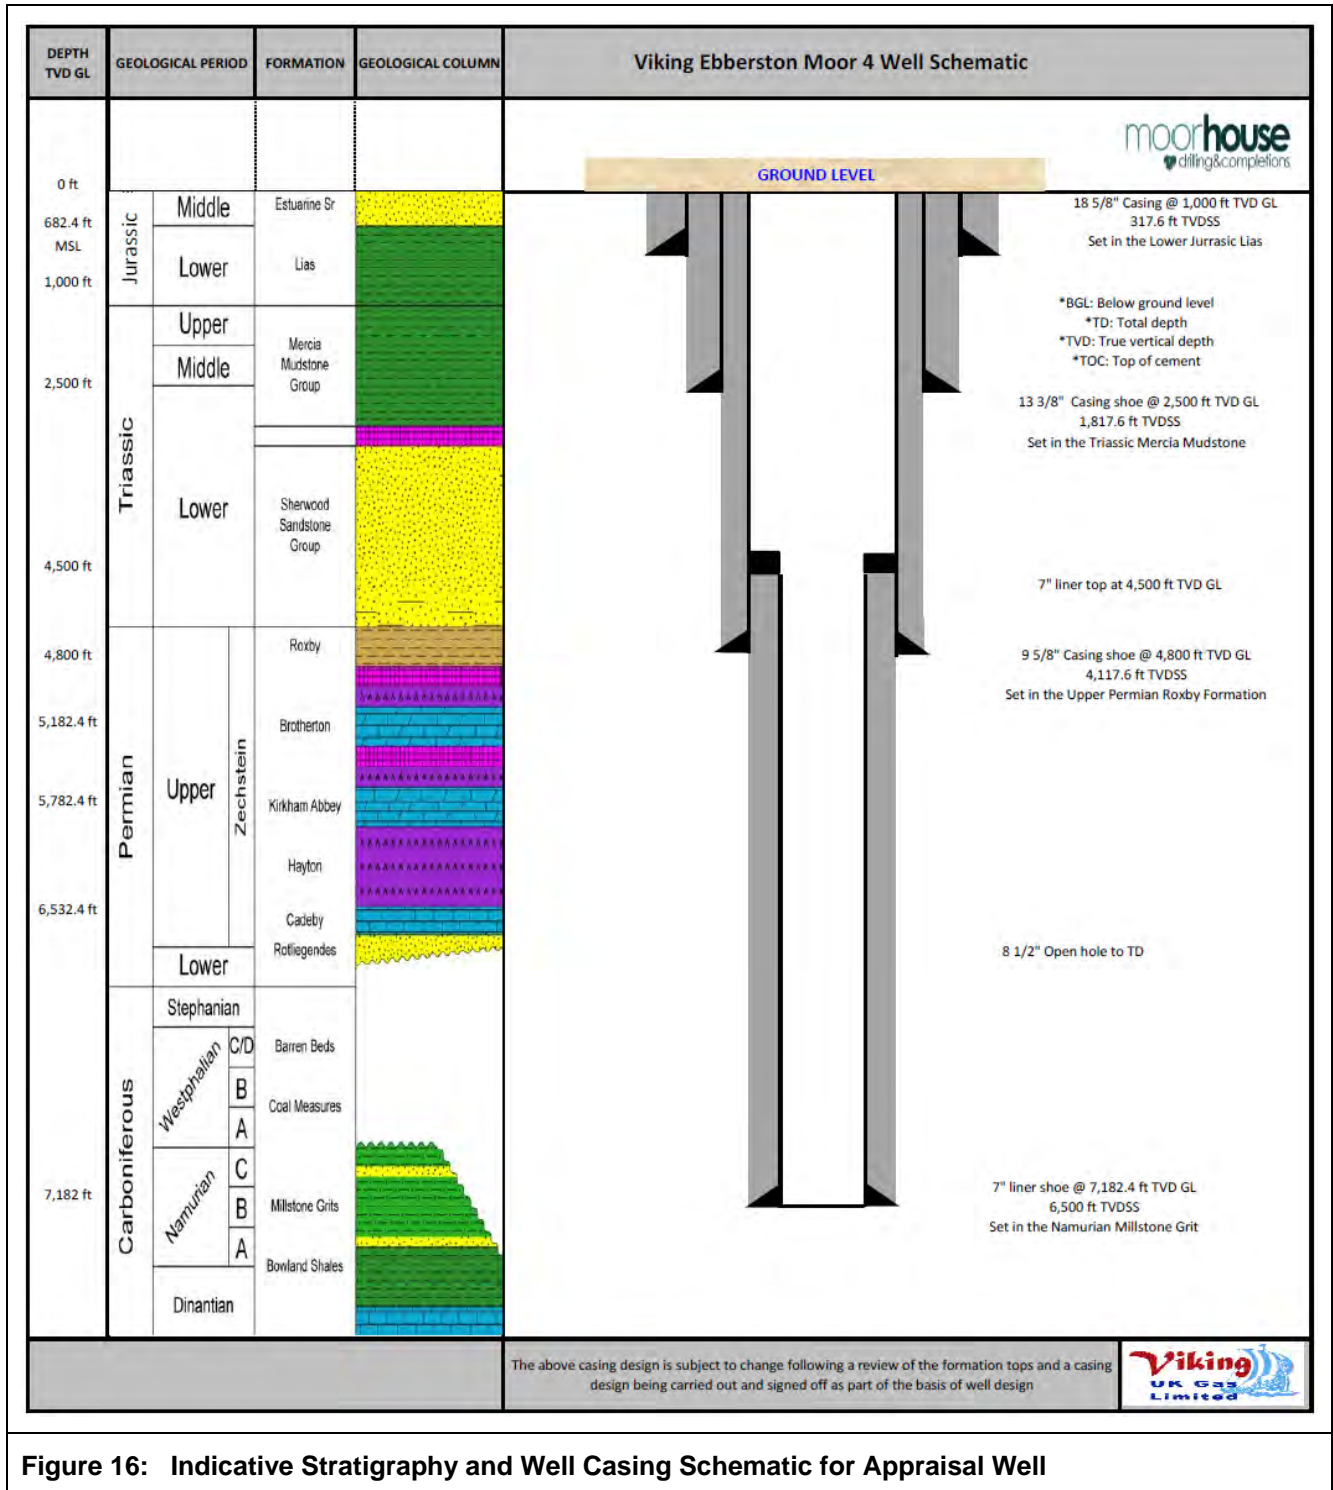 DEPTH
TVD GL
GEOLOGICAL PERIOD
FORMATION
GEOLOGICAL COLUMN
Viking Ebberston Moor 4 Well Schematic
moorhouse
drilling&completions
GROUND LEVEL
0 ft
682.4 ft
MSL
1,000 ft
2,500 ft
4,500 ft
4,800 ft
5,182.4 ft
5,782.4 ft
6,532.4 ft
7,182 ft
Jurassic
Middle
Lower
Triassic
Upper
Middle
Lower
Permian
Upper
Zechstein
Lower
Carboniferous
Stephanian
Westphalian
C/D
B
A
Namurian
C
B
A
Dinantian
Estuarine Sr
Lias
Mercia
Mudstone
Group
Sherwood
Sandstone
Group
Roxby
Brotherton
Kirkham Abbey
Hayton
Cadeby
Rotliegendes
Barren Beds
Coal Measures
Millstone Grits
Bowland Shales
18 5/8" Casing @ 1,000 ft TVD GL
317.6 ft TVDSS
Set in the Lower Jurrasic Lias
*BGL: Below ground level
*TD: Total depth
*TVD: True vertical depth
*TOC: Top of cement
13 3/8" Casing shoe @ 2,500 ft TVD GL
1,817.6 ft TVDSS
Set in the Triassic Mercia Mudstone
7" liner top at 4,500 ft TVD GL
9 5/8" Casing shoe @ 4,800 ft TVD GL
4,117.6 ft TVDSS
Set in the Upper Permian Roxby Formation
8 1/2" Open hole to TD
7" liner shoe @ 7,182.4 ft TVD GL
6,500 ft TVDSS
Set in the Namurian Millstone Grit
The above casing design is subject to change following a review of the formation tops and a casing
design being carried out and signed off as part of the basis of well design
Viking
UK Gas
Limited
Figure 16: Indicative Stratigraphy and Well Casing Schematic for Appraisal Well